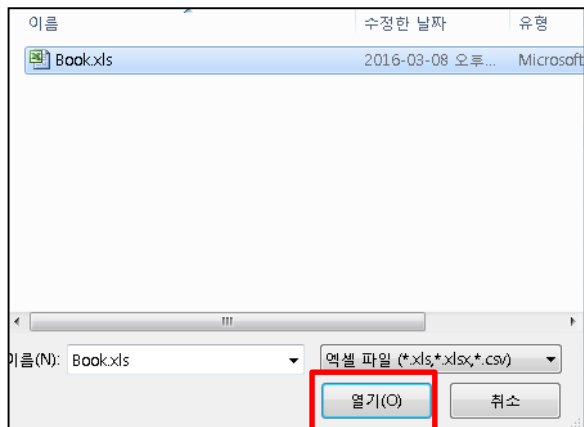 이름 수정한 날짜 유형
Book.xls 2016-03-08 오후... Microsoft
이름(N): Book.xls 엑셀 파일 (*.xls,*.xlsx,*.csv)
열기(O) 취소